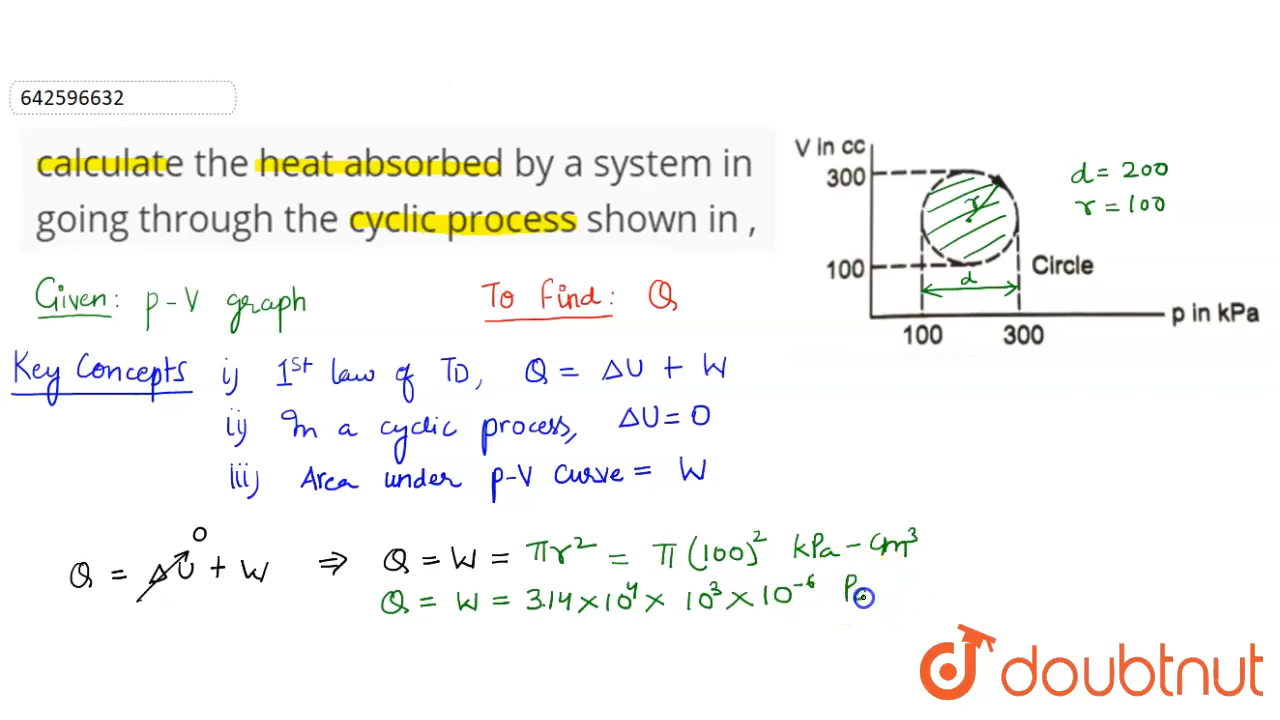 642596632
calculate the heat absorbed by a system in
going through the cyclic process shown in ,
V in cc
300
100
100 300
p in kPa
Circle
r
d
d = 200
r = 100
Given: p-V graph
To Find: Q
Key Concepts i) 1st law of TD, Q = ΔU + W
ii) In a cyclic process, ΔU = 0
iii) Area under p-V curve = W
Q = ΔU + W ⇒ Q = W = πr² = π(100)² kPa - cm³
0
Q = W = 3.14 × 10⁴ × 10³ × 10⁻⁶ Pa
doubtnut